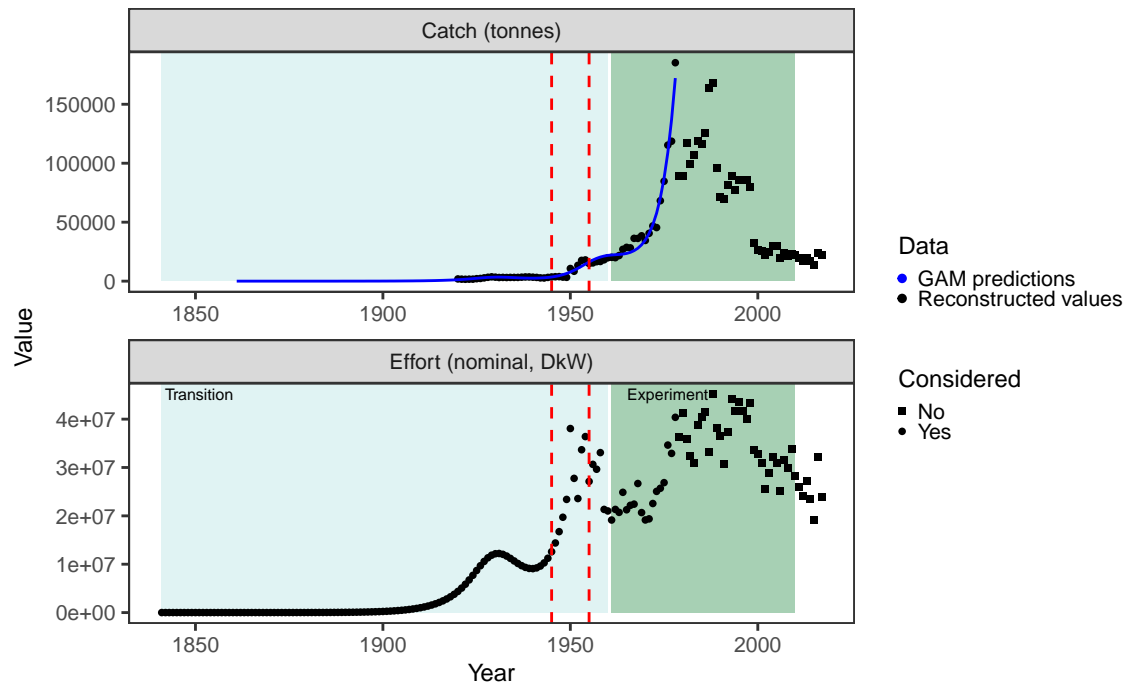 Catch (tonnes)
150000
100000
50000
0
1850
1900
1950
2000
Effort (nominal, DkW)
Transition
Experiment
4e+07
3e+07
2e+07
1e+07
0e+00
1850
1900
1950
2000
Year
Value
Data
GAM predictions
Reconstructed values
Considered
No
Yes